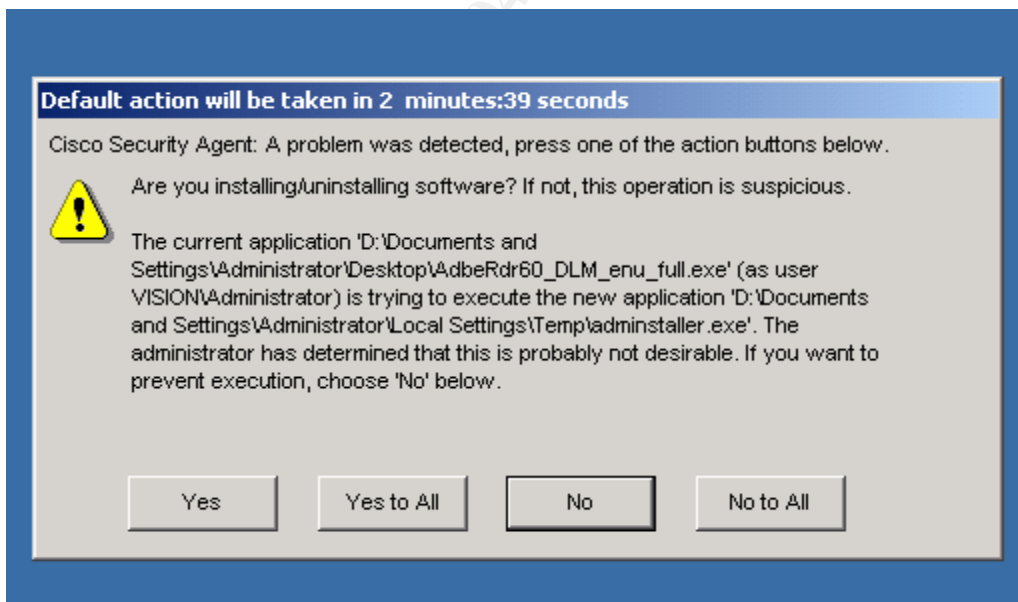 Default action will be taken in 2 minutes:39 seconds
Cisco Security Agent: A problem was detected, press one of the action buttons below.
Are you installing/uninstalling software? If not, this operation is suspicious.
The current application 'D:\Documents and
Settings\Administrator\Desktop\AdbeRdr60_DLM_enu_full.exe' (as user
VISION\Administrator) is trying to execute the new application 'D:\Documents
and Settings\Administrator\Local Settings\Temp\adminstaller.exe'. The
administrator has determined that this is probably not desirable. If you want to
prevent execution, choose 'No' below.
Yes
Yes to All
No
No to All